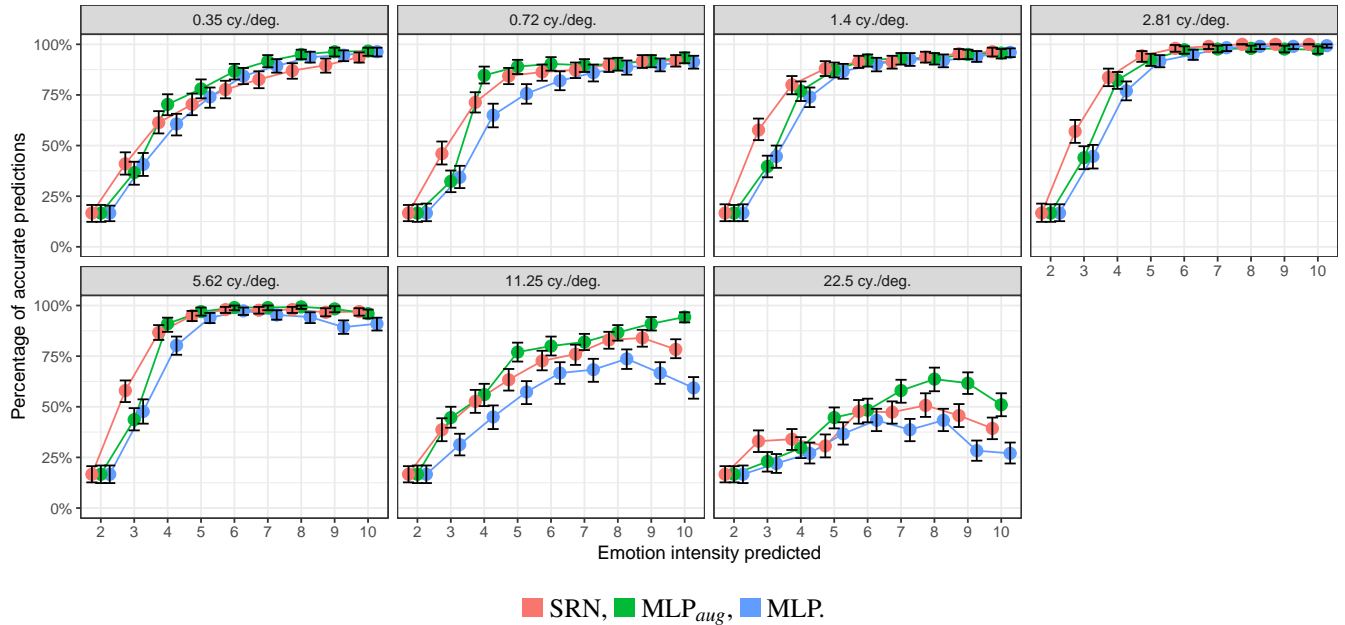 0.35 cy./deg. 0.72 cy./deg. 1.4 cy./deg. 2.81 cy./deg.
100%
75%
50%
25%
0%
2 3 4 5 6 7 8 9 10
5.62 cy./deg. 11.25 cy./deg. 22.5 cy./deg.
100%
75%
50%
25%
0%
2 3 4 5 6 7 8 9 10 2 3 4 5 6 7 8 9 10 2 3 4 5 6 7 8 9 10
Percentage of accurate predictions
Emotion intensity predicted
SRN, MLPaug, MLP.